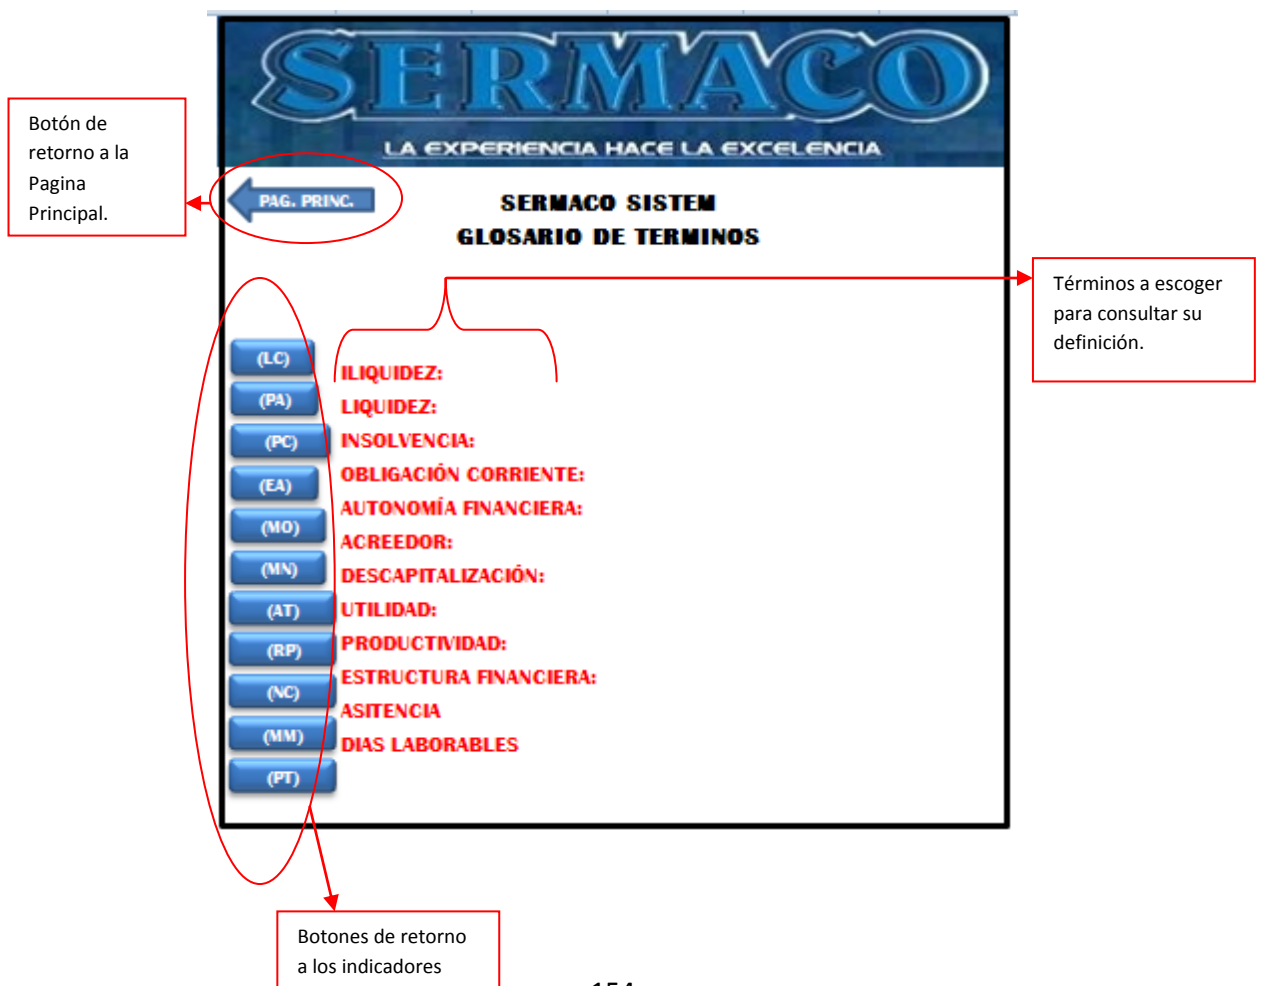 SERMACO
LA EXPERIENCIA HACE LA EXCELENCIA
Botón de
retorno a la
Pagina
Principal.
PAG. PRINC.
SERMACO SISTEM
GLOSARIO DE TERMINOS
Términos a escoger
para consultar su
definición.
(LC)
(PA)
(PC)
(EA)
(MO)
(MN)
(AT)
(RP)
(NC)
(MM)
(PT)
ILIQUIDEZ:
LIQUIDEZ:
INSOLVENCIA:
OBLIGACIÓN CORRIENTE:
AUTONOMÍA FINANCIERA:
ACREEDOR:
DESCAPITALIZACIÓN:
UTILIDAD:
PRODUCTIVIDAD:
ESTRUCTURA FINANCIERA:
ASITENCIA
DIAS LABORABLES
Botones de retorno
a los indicadores
154